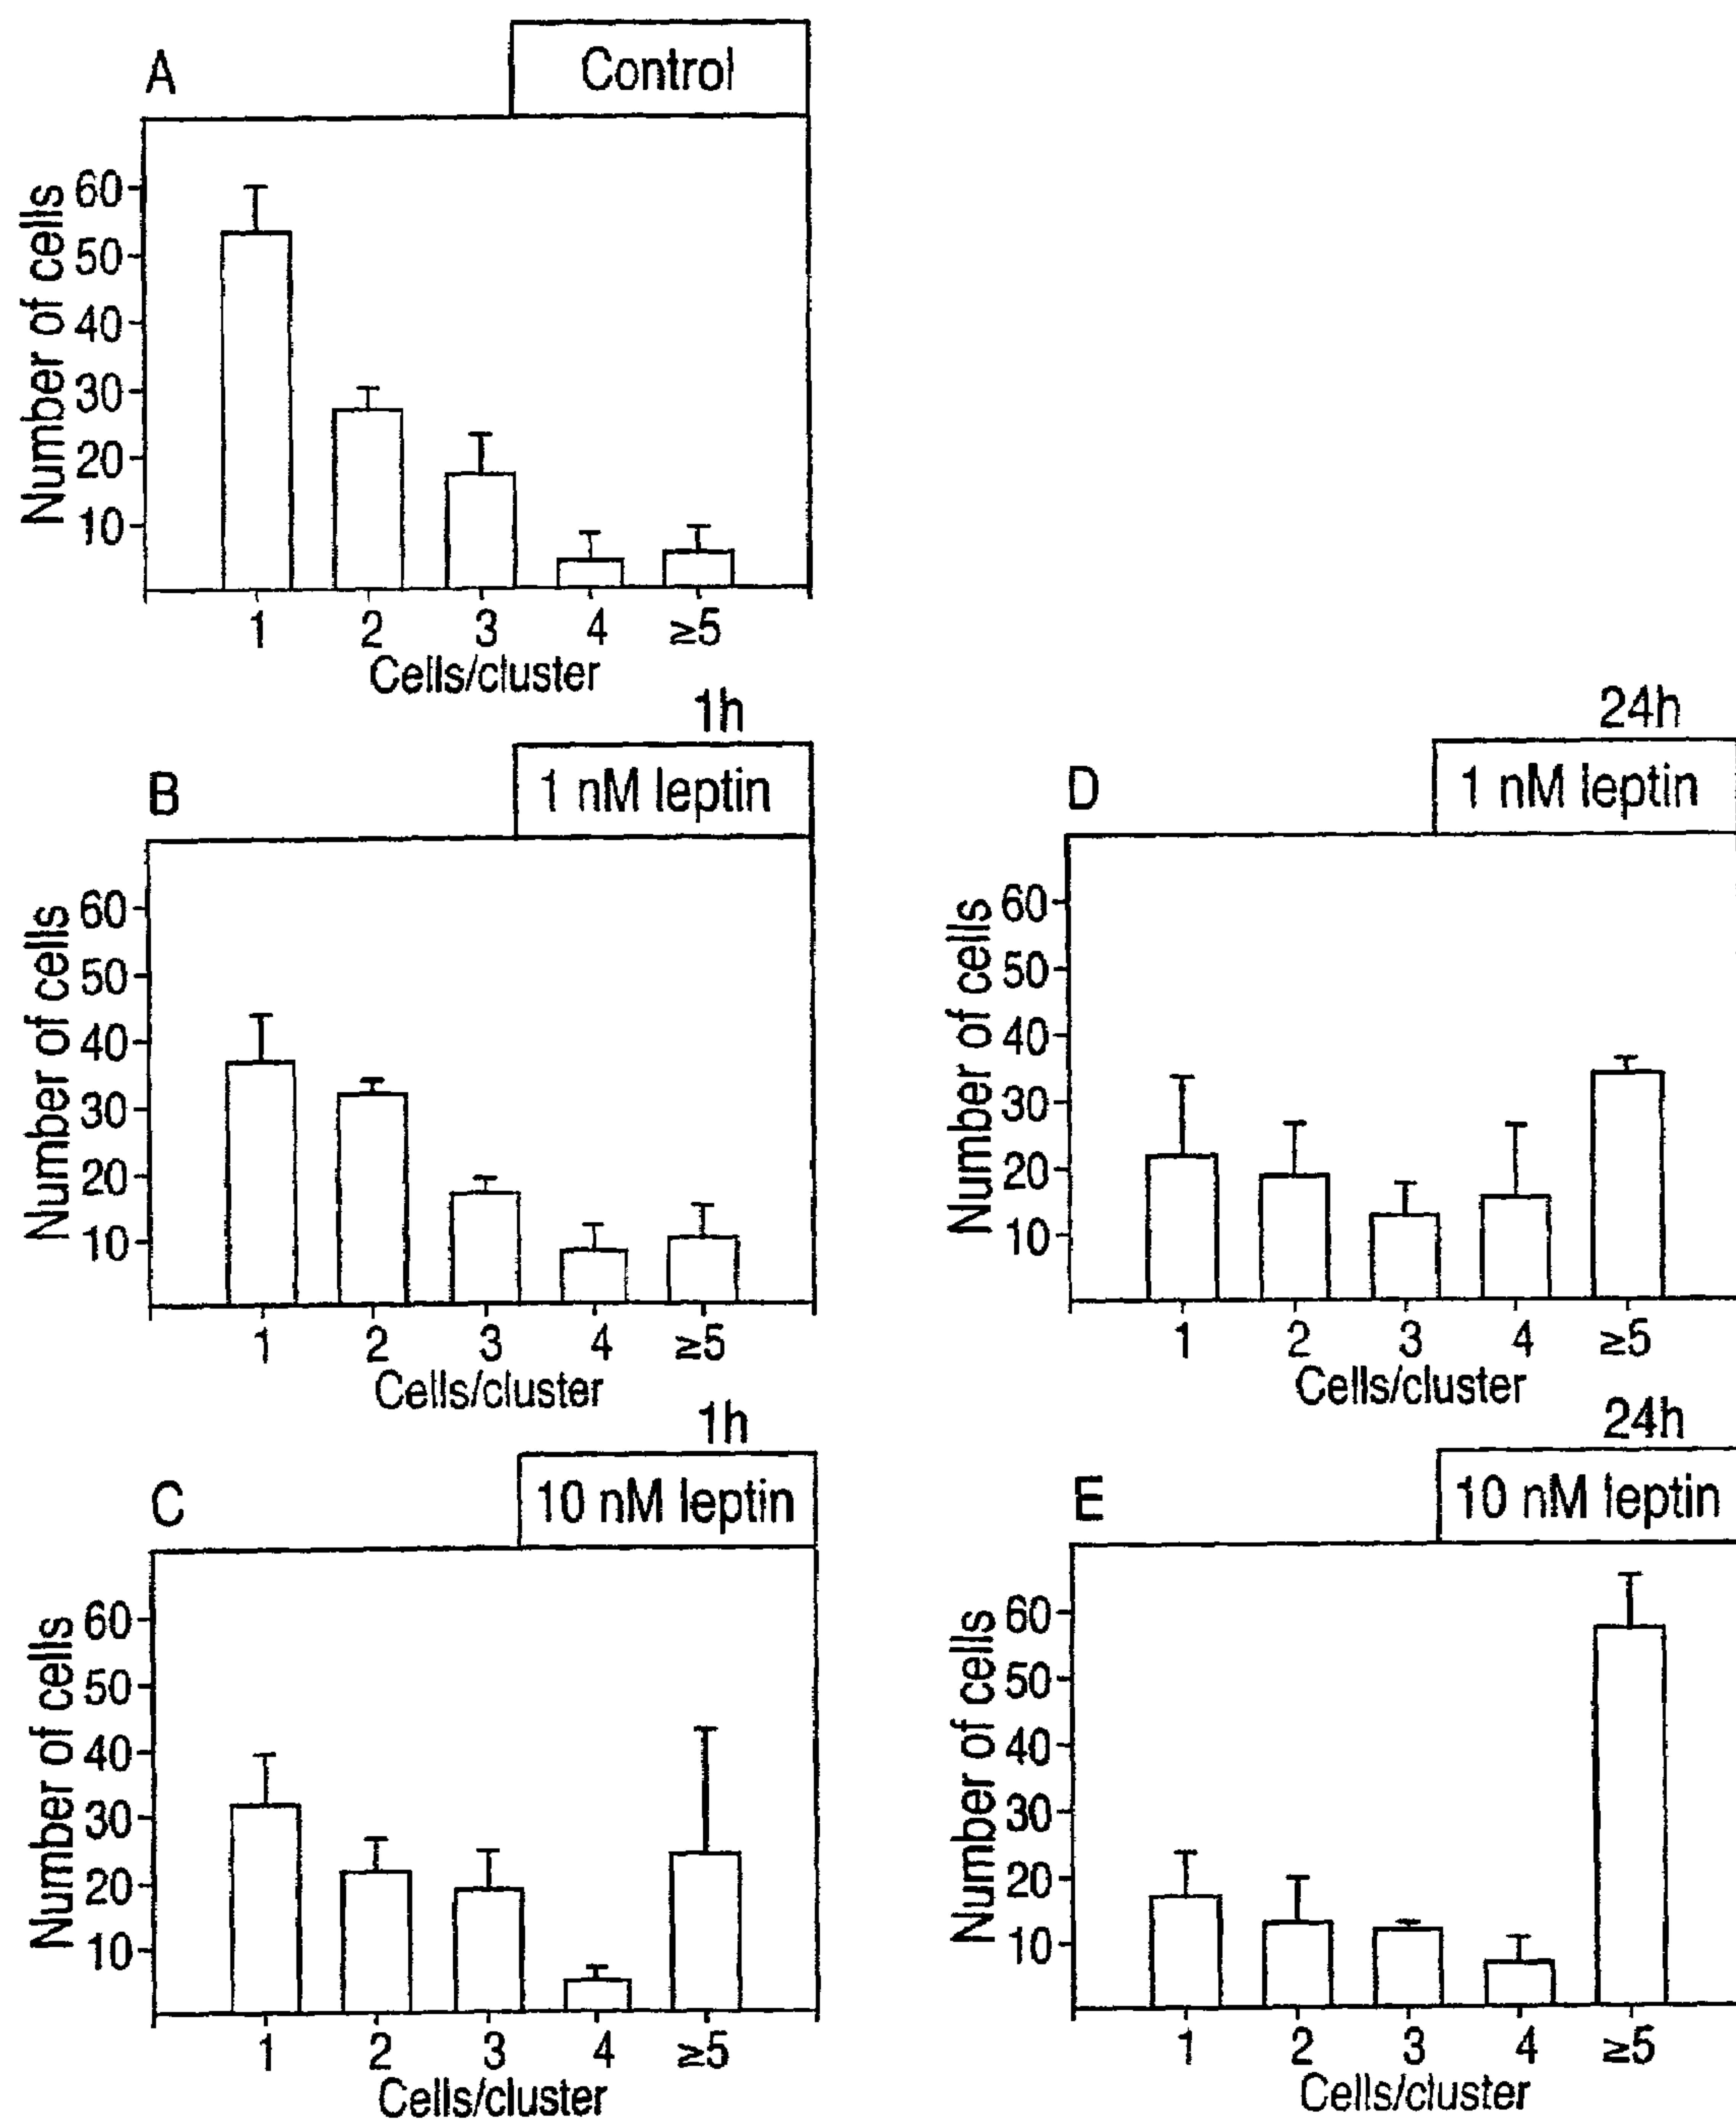 A
Control
Number of cells
60
50
40
30
20
10
1 2 3 4 ≥5
Cells/cluster
1h
B
1 nM leptin
Number of cells
60
50
40
30
20
10
1 2 3 4 ≥5
Cells/cluster
24h
D
1 nM leptin
Number of cells
60
50
40
30
20
10
1 2 3 4 ≥5
Cells/cluster
1h
C
10 nM leptin
Number of cells
60
50
40
30
20
10
1 2 3 4 ≥5
Cells/cluster
24h
E
10 nM leptin
Number of cells
60
50
40
30
20
10
1 2 3 4 ≥5
Cells/cluster